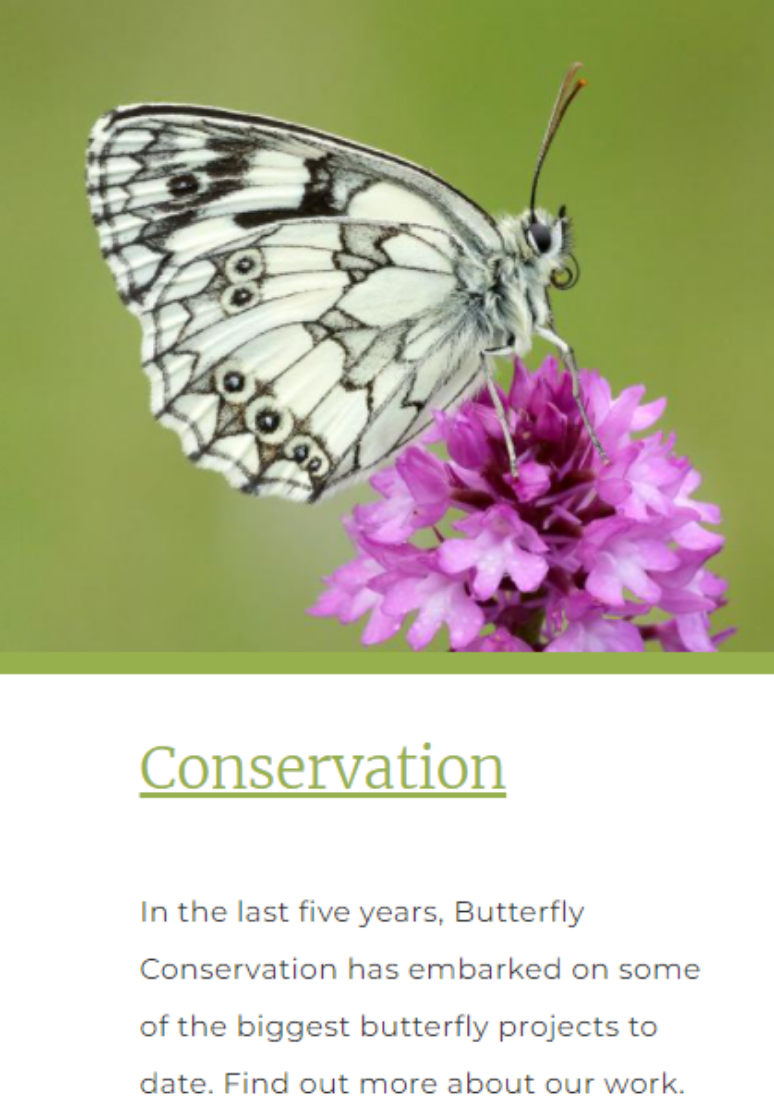 Conservation
In the last five years, Butterfly
Conservation has embarked on some
of the biggest butterfly projects to
date. Find out more about our work.